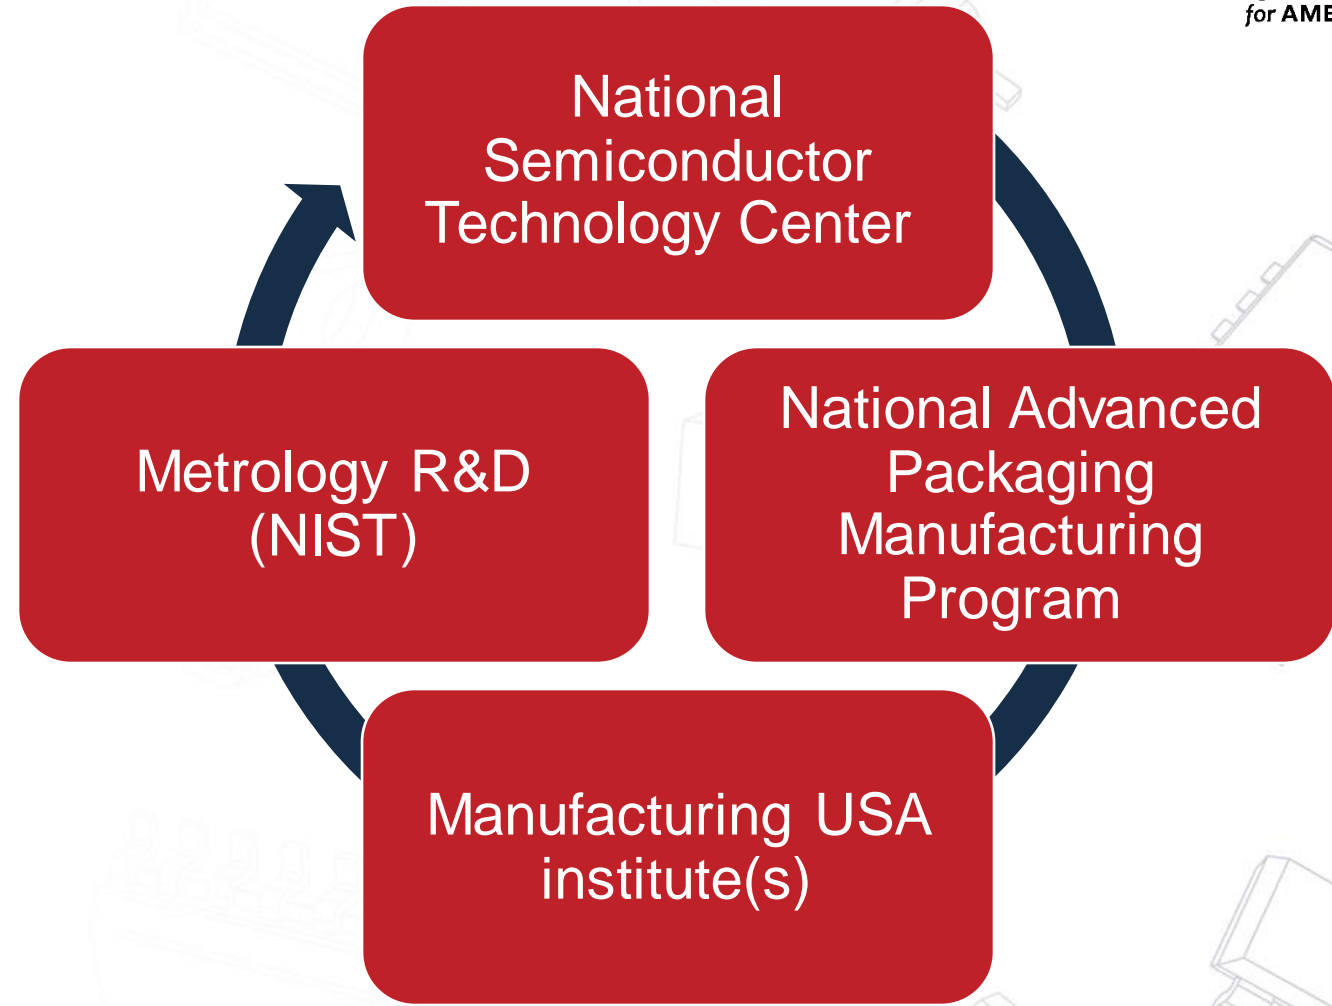 for AME
National
Semiconductor
Technology Center
National Advanced
Packaging
Manufacturing
Program
Metrology R&D
(NIST)
Manufacturing USA
institute(s)